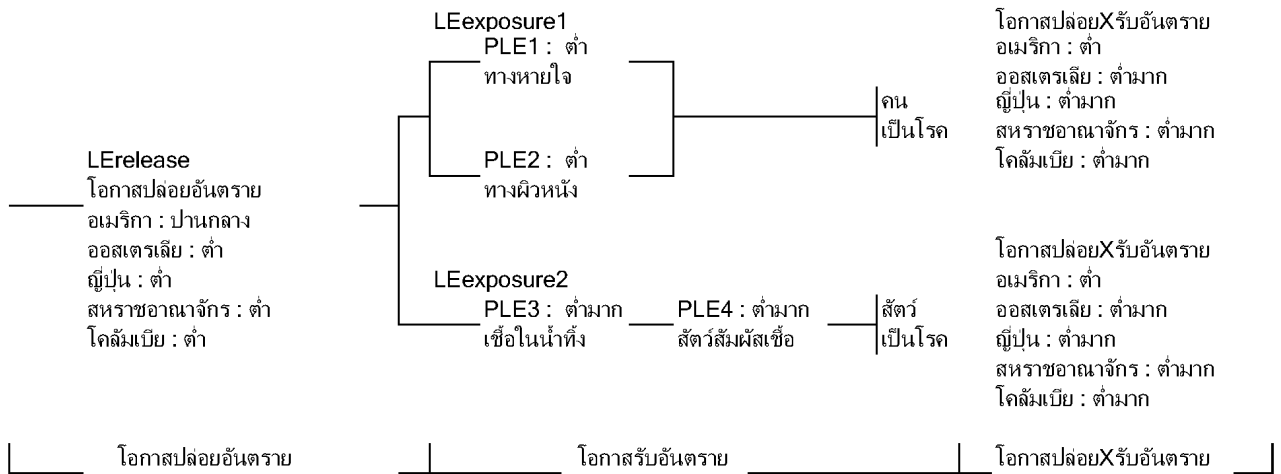 LErelease
โอกาสปล่อยอันตราย
อเมริกา : ปานกลาง
ออสเตรเลีย : ต่ำ
ญี่ปุ่น : ต่ำ
สหราชอาณาจักร : ต่ำ
โคลัมเบีย : ต่ำ
LEexposure1
PLE1 : ต่ำ
ทางหายใจ
PLE2 : ต่ำ
ทางผิวหนัง
คน
เป็นโรค
โอกาสปล่อยXรับอันตราย
อเมริกา : ต่ำ
ออสเตรเลีย : ต่ำมาก
ญี่ปุ่น : ต่ำมาก
สหราชอาณาจักร : ต่ำมาก
โคลัมเบีย : ต่ำมาก
LEexposure2
PLE3 : ต่ำมาก
เชื้อในน้ำทิ้ง
PLE4 : ต่ำมาก
สัตว์สัมผัสเชื้อ
สัตว์
เป็นโรค
โอกาสปล่อยXรับอันตราย
อเมริกา : ต่ำ
ออสเตรเลีย : ต่ำมาก
ญี่ปุ่น : ต่ำมาก
สหราชอาณาจักร : ต่ำมาก
โคลัมเบีย : ต่ำมาก
โอกาสปล่อยอันตราย
โอกาสรับอันตราย
โอกาสปล่อยXรับอันตราย